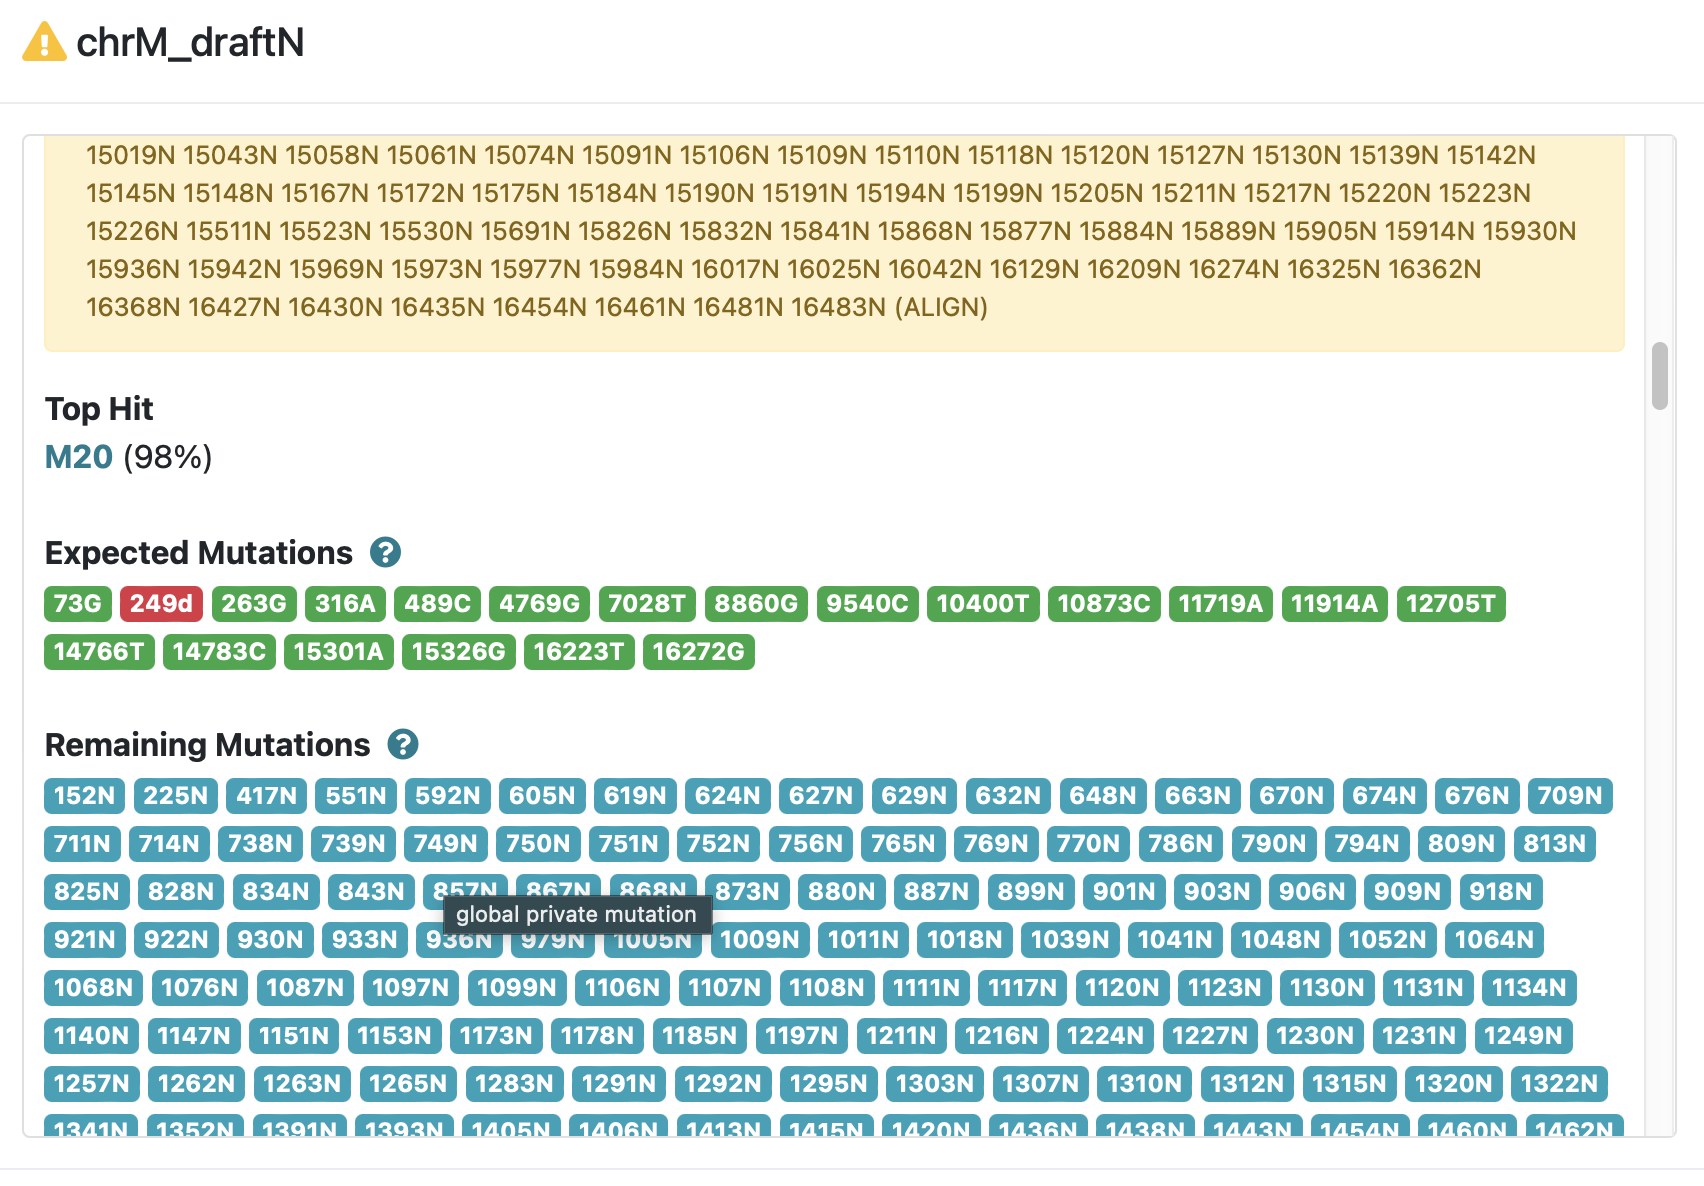 chrM_draftN
15019N 15043N 15058N 15061N 15074N 15091N 15106N 15109N 15110N 15118N 15120N 15127N 15130N 15139N 15142N
15145N 15148N 15167N 15172N 15175N 15184N 15190N 15191N 15194N 15199N 15205N 15211N 15217N 15220N 15223N
15226N 15511N 15523N 15530N 15691N 15826N 15832N 15841N 15868N 15877N 15884N 15889N 15905N 15914N 15930N
15936N 15942N 15969N 15973N 15977N 15984N 16017N 16025N 16042N 16129N 16209N 16274N 16325N 16362N
16368N 16427N 16430N 16435N 16454N 16461N 16481N 16483N (ALIGN)
Top Hit
M20 (98%)
Expected Mutations ?
73G 249d 263G 316A 489C 4769G 7028T 8860G 9540C 10400T 10873C 11719A 11914A 12705T
14766T 14783C 15301A 15326G 16223T 16272G
Remaining Mutations ?
152N 225N 417N 551N 592N 605N 619N 624N 627N 629N 632N 648N 663N 670N 674N 676N 709N
711N 714N 738N 739N 749N 750N 751N 752N 756N 765N 769N 770N 786N 790N 794N 809N 813N
825N 828N 834N 843N 857N 867N 868N 873N 880N 887N 899N 901N 903N 906N 909N 918N
global private mutation
921N 922N 930N 933N 936N 979N 1005N 1009N 1011N 1018N 1039N 1041N 1048N 1052N 1064N
1068N 1076N 1087N 1097N 1099N 1106N 1107N 1108N 1111N 1117N 1120N 1123N 1130N 1131N 1134N
1140N 1147N 1151N 1153N 1173N 1178N 1185N 1197N 1211N 1216N 1224N 1227N 1230N 1231N 1249N
1257N 1262N 1263N 1265N 1283N 1291N 1292N 1295N 1303N 1307N 1310N 1312N 1315N 1320N 1322N
1341N 1352N 1391N 1393N 1405N 1406N 1413N 1415N 1420N 1436N 1438N 1443N 1454N 1460N 1462N